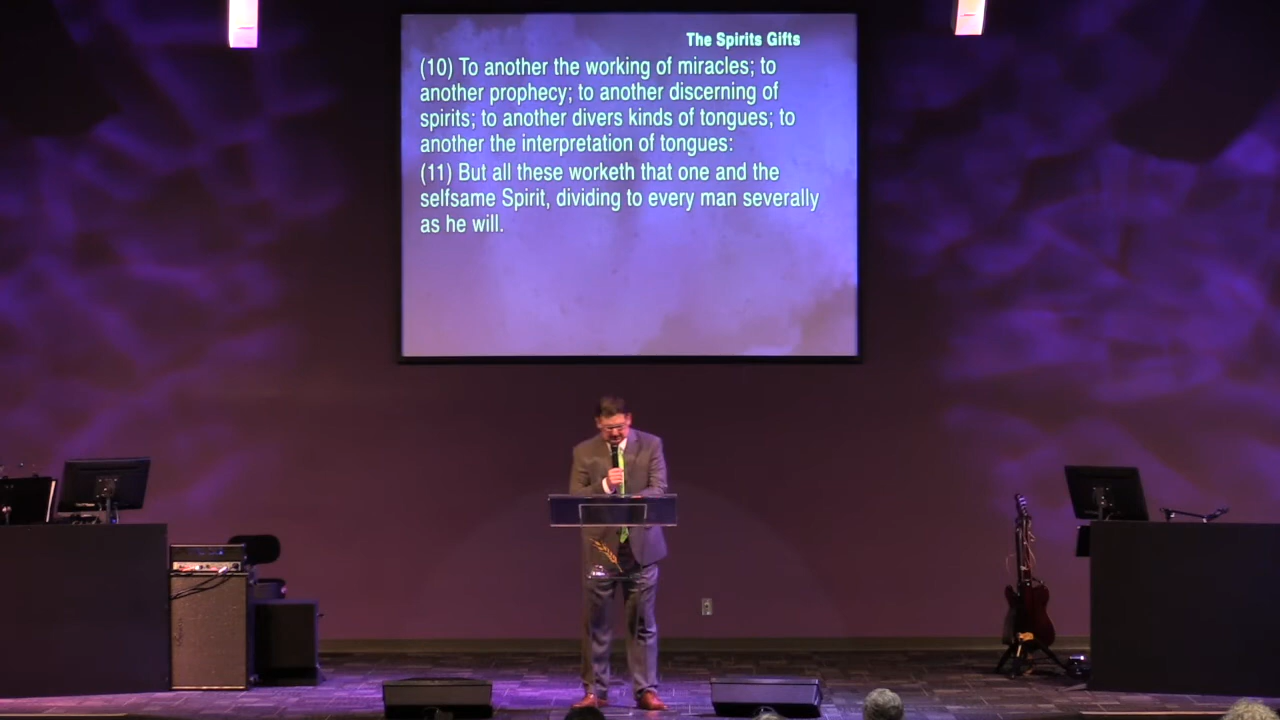 The Spirits Gifts
(10) To another the working of miracles; to
another prophecy; to another discerning of
spirits; to another divers kinds of tongues; to
another the interpretation of tongues:
(11) But all these worketh that one and the
selfsame Spirit, dividing to every man severally
as he will.